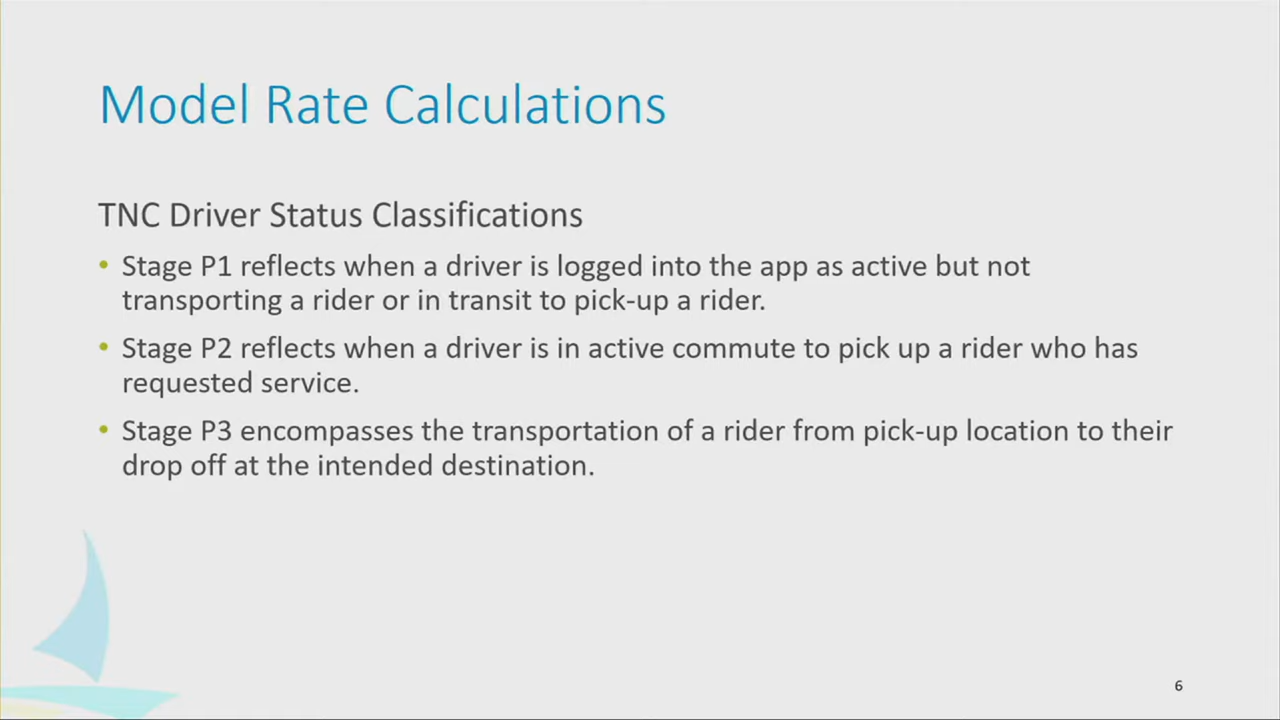 Model Rate Calculations
TNC Driver Status Classifications
• Stage P1 reflects when a driver is logged into the app as active but not
transporting a rider or in transit to pick-up a rider.
• Stage P2 reflects when a driver is in active commute to pick up a rider who has
requested service.
• Stage P3 encompasses the transportation of a rider from pick-up location to their
drop off at the intended destination.
6